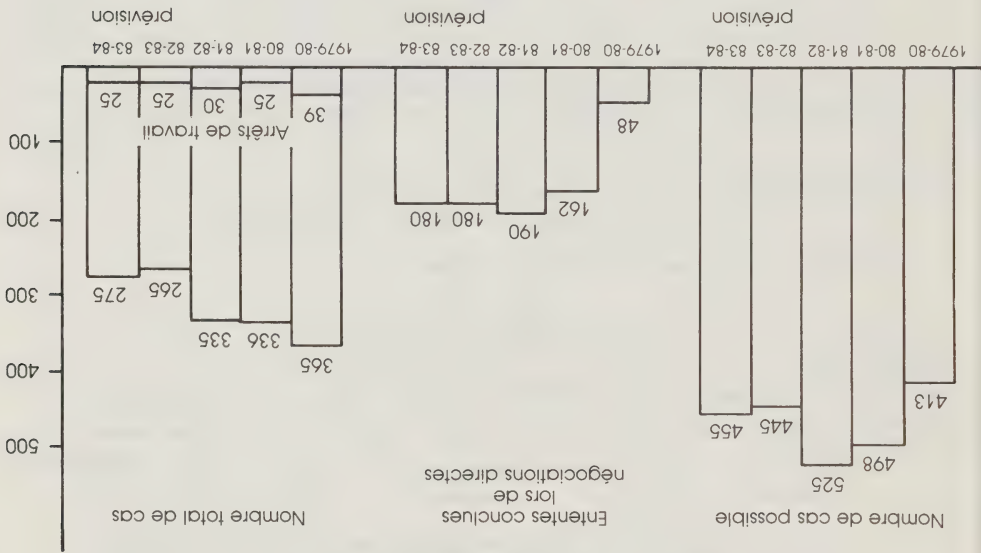 Nombre de cas possible
413
498
525
445
455
1979-80 80-81 81-82 82-83 83-84
prévision
Ententes conclues
lors de
négociations directes
48
162
190
180
180
1979-80 80-81 81-82 82-83 83-84
prévision
Nombre total de cas
365
336
335
265
275
Arrêts de travail
39
25
30
25
25
1979-80 80-81 81-82 82-83 83-84
prévision
500
400
300
200
100